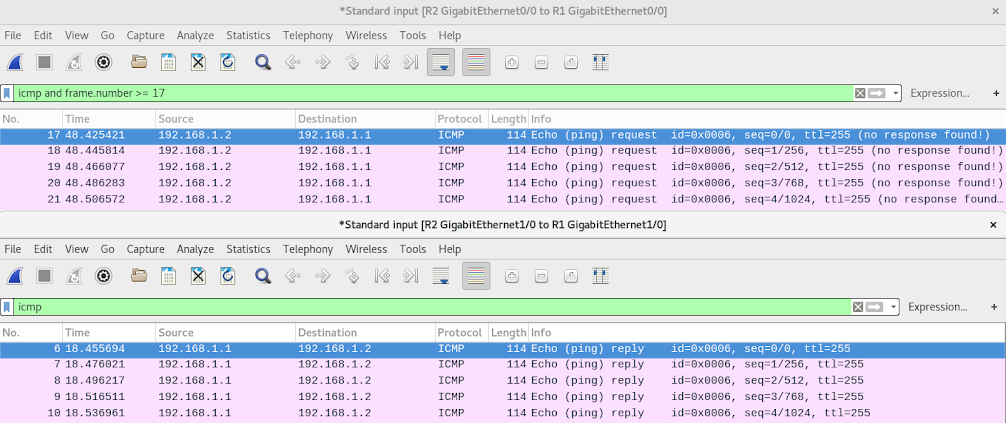 *Standard input [R2 GigabitEthernet0/0 to R1 GigabitEthernet0/0]
File Edit View Go Capture Analyze Statistics Telephony Wireless Tools Help
icmp and frame.number >= 17 Expression... +
No. Time Source Destination Protocol Length Info
17 48.425421 192.168.1.2 192.168.1.1 ICMP 114 Echo (ping) request id=0x0006, seq=0/0, ttl=255 (no response found!)
18 48.445814 192.168.1.2 192.168.1.1 ICMP 114 Echo (ping) request id=0x0006, seq=1/256, ttl=255 (no response found!)
19 48.466077 192.168.1.2 192.168.1.1 ICMP 114 Echo (ping) request id=0x0006, seq=2/512, ttl=255 (no response found!)
20 48.486283 192.168.1.2 192.168.1.1 ICMP 114 Echo (ping) request id=0x0006, seq=3/768, ttl=255 (no response found!)
21 48.506572 192.168.1.2 192.168.1.1 ICMP 114 Echo (ping) request id=0x0006, seq=4/1024, ttl=255 (no response found…
*Standard input [R2 GigabitEthernet1/0 to R1 GigabitEthernet1/0]
File Edit View Go Capture Analyze Statistics Telephony Wireless Tools Help
icmp Expression... +
No. Time Source Destination Protocol Length Info
6 18.455694 192.168.1.1 192.168.1.2 ICMP 114 Echo (ping) reply id=0x0006, seq=0/0, ttl=255
7 18.476021 192.168.1.1 192.168.1.2 ICMP 114 Echo (ping) reply id=0x0006, seq=1/256, ttl=255
8 18.496217 192.168.1.1 192.168.1.2 ICMP 114 Echo (ping) reply id=0x0006, seq=2/512, ttl=255
9 18.516511 192.168.1.1 192.168.1.2 ICMP 114 Echo (ping) reply id=0x0006, seq=3/768, ttl=255
10 18.536961 192.168.1.1 192.168.1.2 ICMP 114 Echo (ping) reply id=0x0006, seq=4/1024, ttl=255